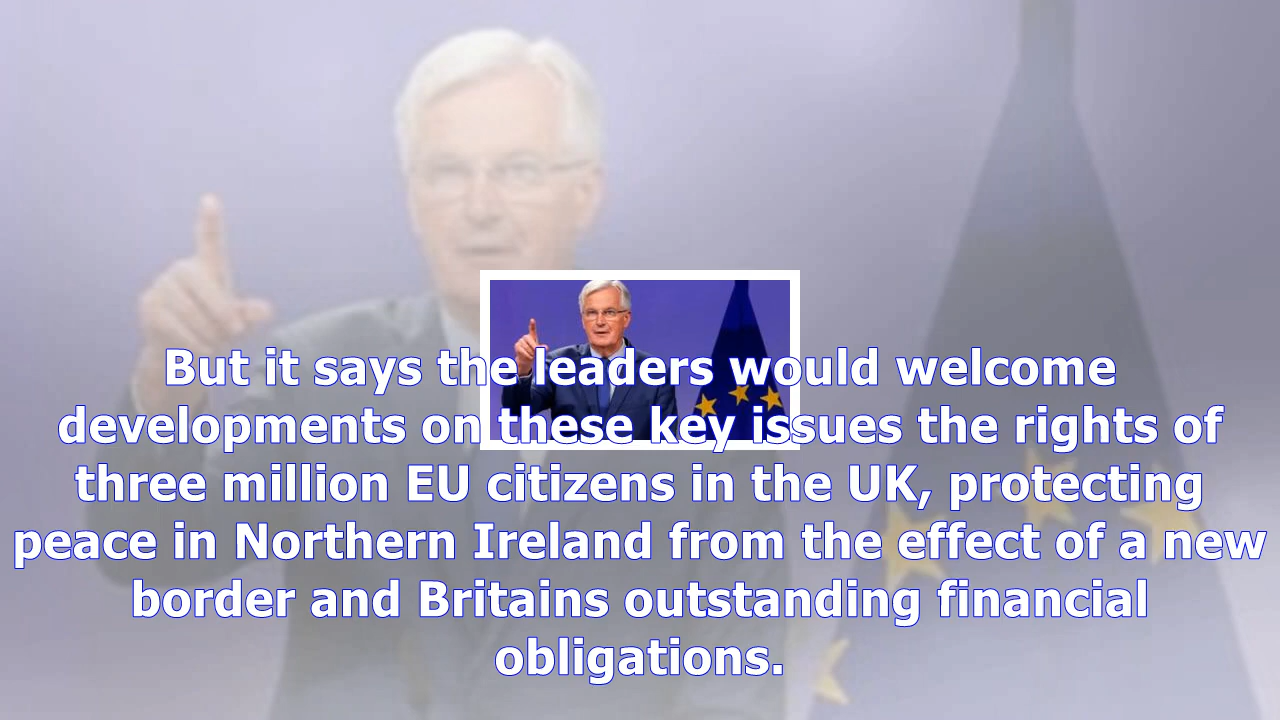 But it says the leaders would welcome
developments on these key issues the rights of
three million EU citizens in the UK, protecting
peace in Northern Ireland from the effect of a new
border and Britains outstanding financial
obligations.